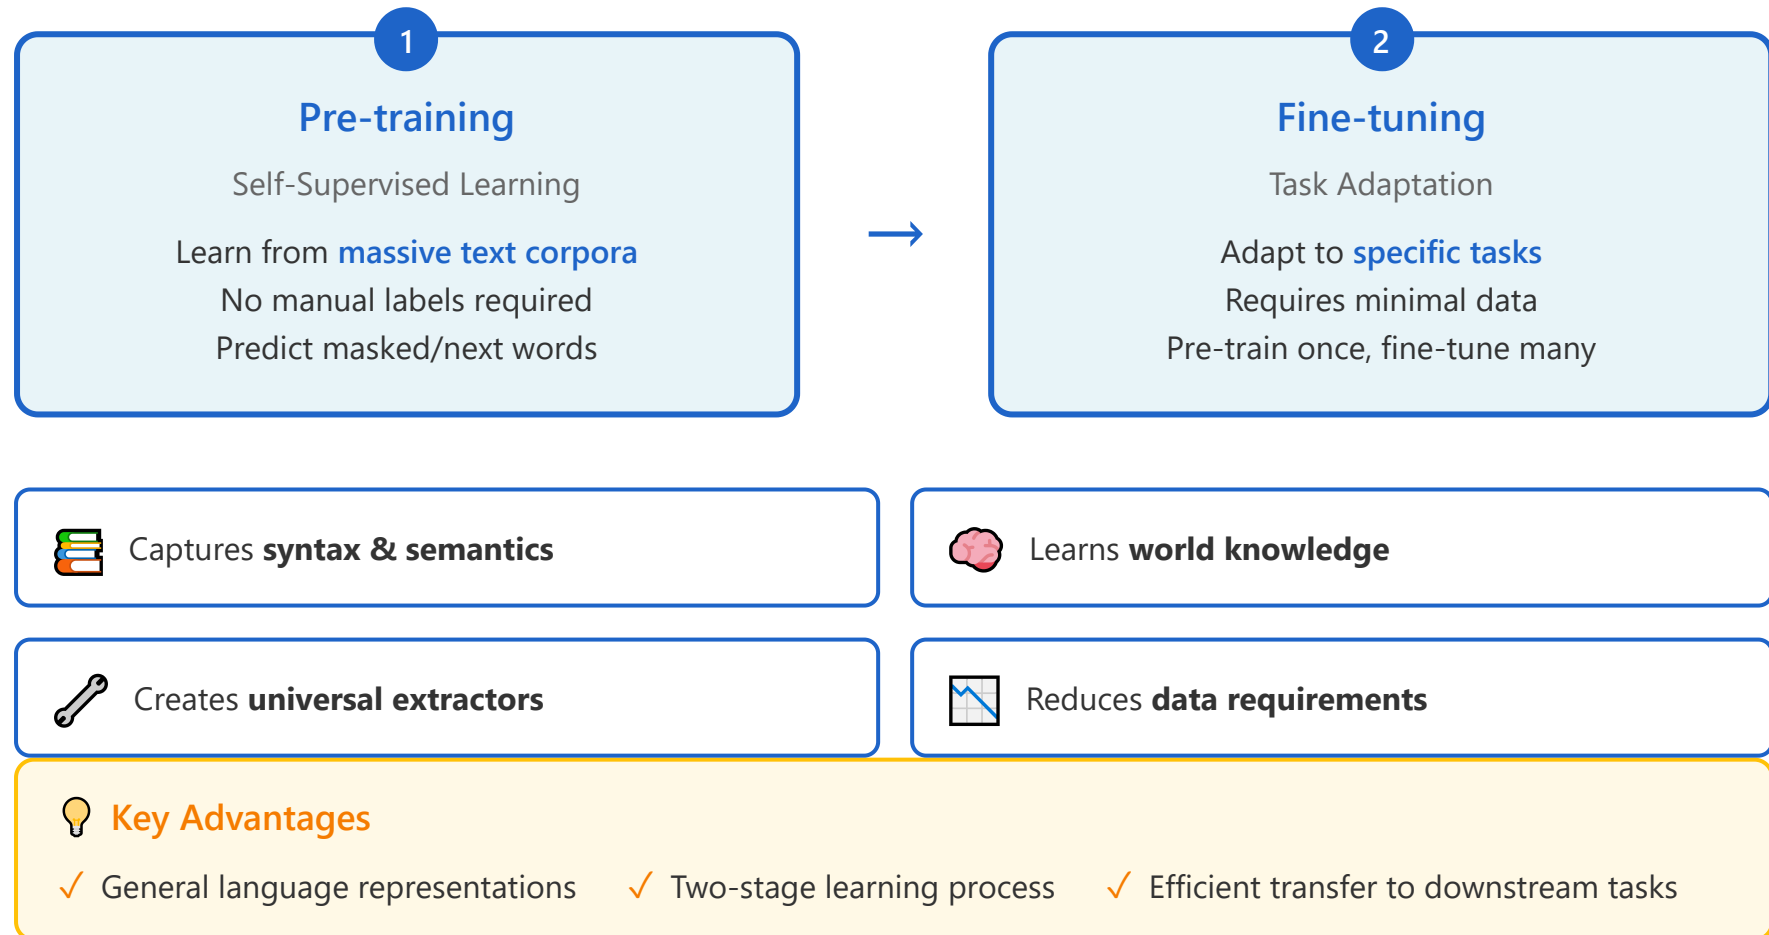 1
Pre-training
Self-Supervised Learning
Learn from massive text corpora
No manual labels required
Predict masked/next words
→
2
Fine-tuning
Task Adaptation
Adapt to specific tasks
Requires minimal data
Pre-train once, fine-tune many
Captures syntax & semantics
Learns world knowledge
Creates universal extractors
Reduces data requirements
Key Advantages
✓ General language representations
✓ Two-stage learning process
✓ Efficient transfer to downstream tasks